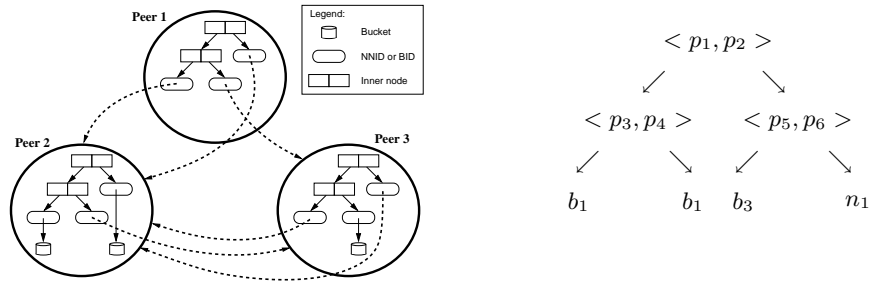 Peer 1
Legend:
Bucket
NNID or BID
Inner node
Peer 2
Peer 3
< p₁, p₂ >
< p₃, p₄ > < p₅, p₆ >
b₁ b₁ b₃ n₁